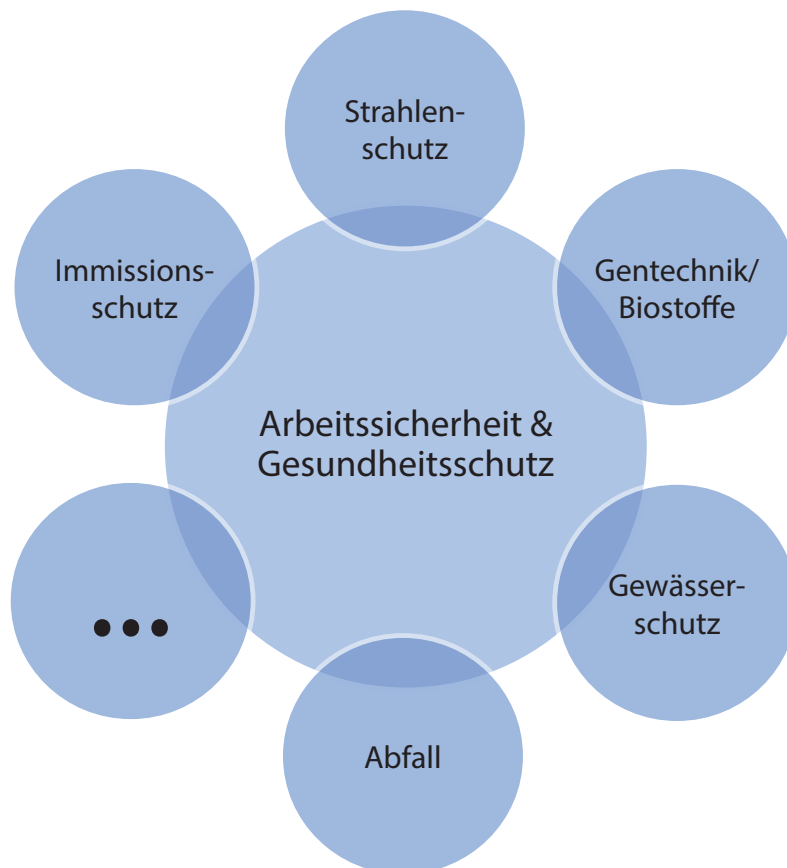 Strahlen-
schutz
Immissions-
schutz
Gentechnik/
Biostoffe
Arbeitssicherheit &
Gesundheitsschutz
...
Gewässer-
schutz
Abfall